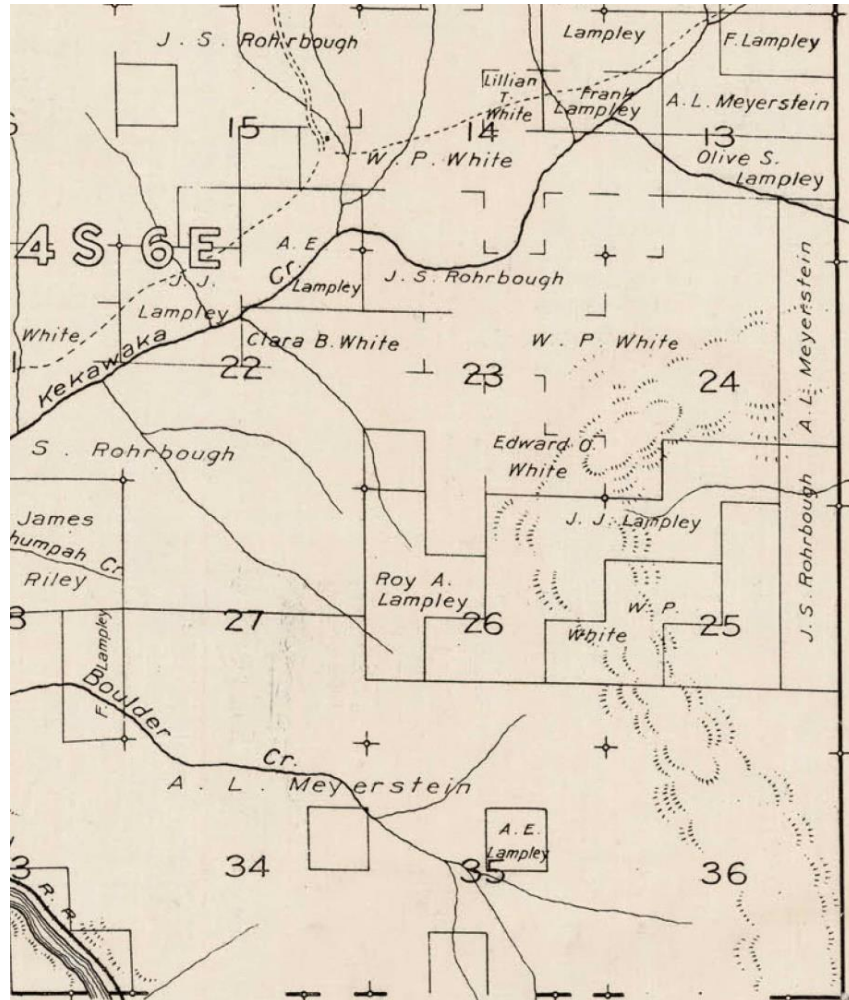 J. S. Rohrbough
Lampley
F. Lampley
Lillian
T.
White
Frank
Lampley
A. L. Meyerstein
15
14
13
W. P. White
Olive S.
Lampley
4 S 6 E
A. E.
Lampley
Cr.
J. S. Rohrbough
J. J.
Lampley
White
Kekawaka
Clara B. White
W. P. White
A. L. Meyerstein
22
23
24
S. Rohrbough
Edward O.
White
James
humpah Cr.
Riley
J. J. Lampley
J. S. Rohrbough
Roy A.
Lampley
W. P.
White
27
26
25
F. Lampley
Boulder
Cr.
A. L. Meyerstein
A. E.
Lampley
3
34
35
36
R. R.